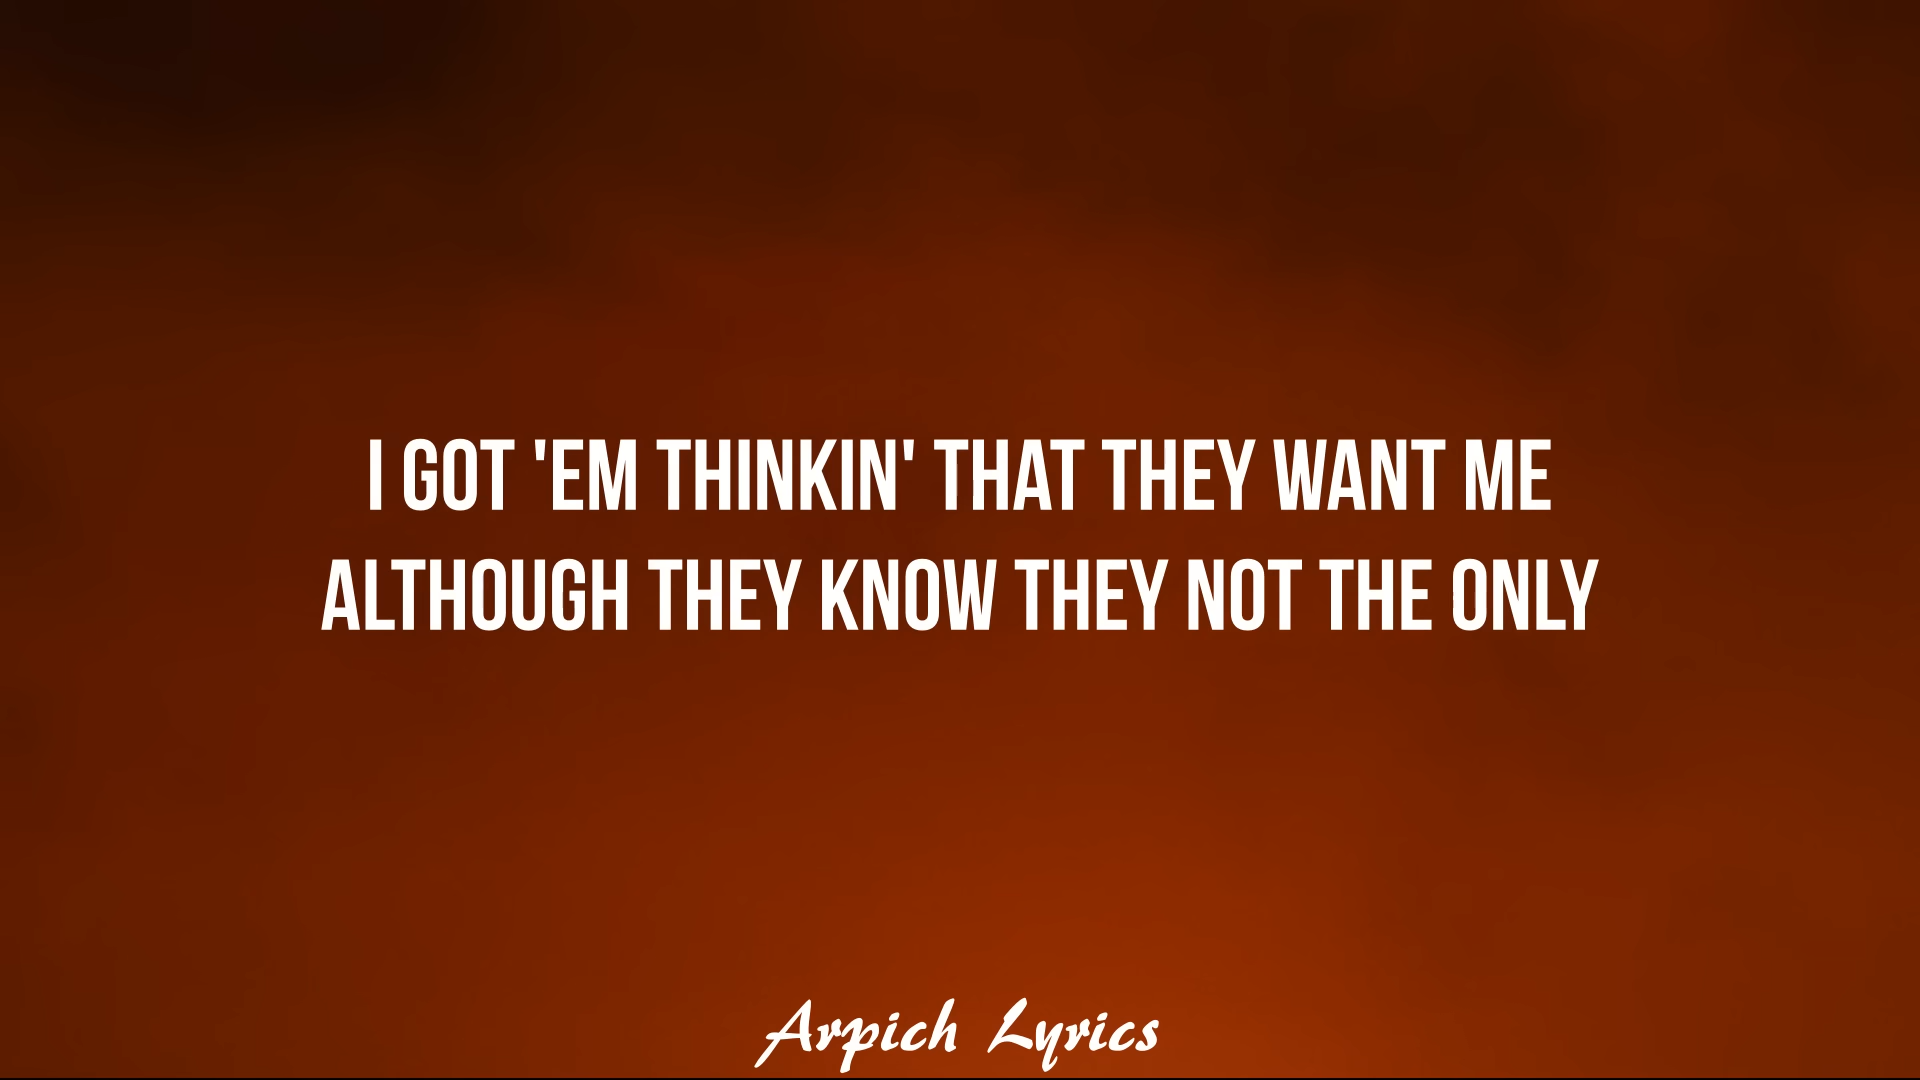 I GOT 'EM THINKIN' THAT THEY WANT ME
ALTHOUGH THEY KNOW THEY NOT THE ONLY
Arpich Lyrics